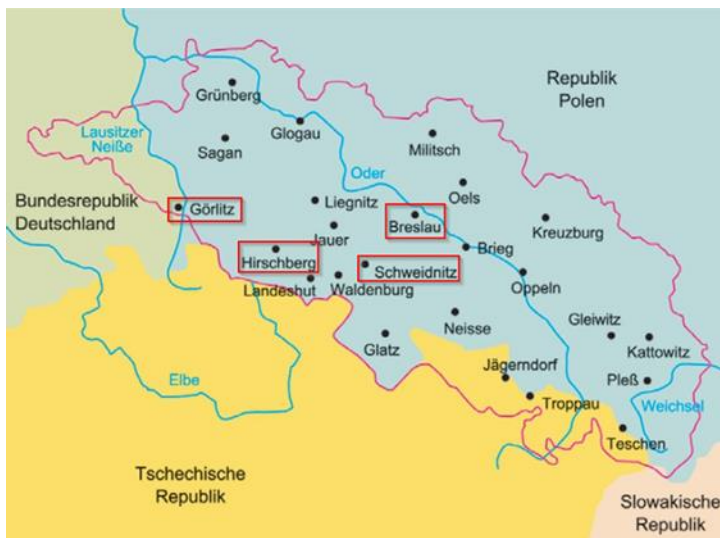 Republik
Polen
Grünberg
Glogau
Lausitzer
Neiße
Sagan
Militsch
Oder
Oels
Bundesrepublik
Deutschland
Görlitz
Liegnitz
Breslau
Kreuzburg
Jauer
Hirschberg
Brieg
Schweidnitz
Landeshut
Waldenburg
Oppeln
Neisse
Gleiwitz
Glatz
Kattowitz
Jägerndorf
Pleß
Elbe
Troppau
Weichsel
Teschen
Tschechische
Republik
Slowakische
Republik